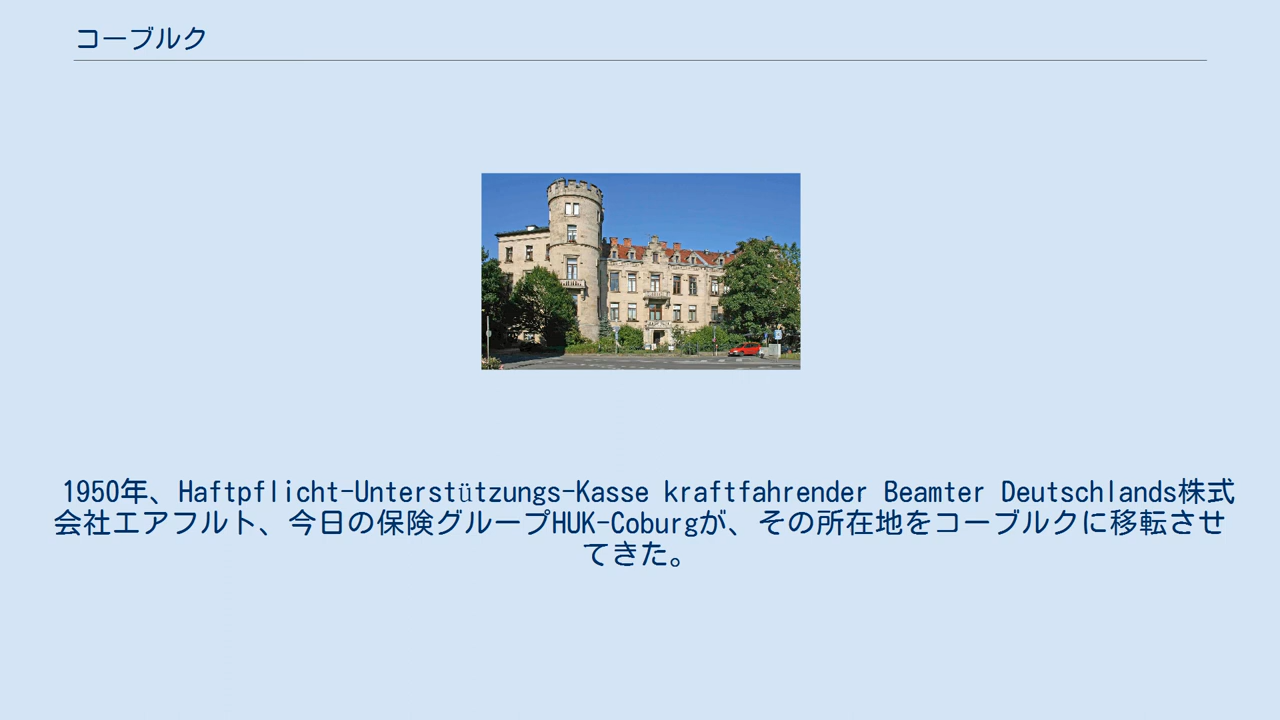 コーブルク
1950年、Haftpflicht-Unterstützungs-Kasse kraftfahrender Beamter Deutschlands株式
会社エアフルト、今日の保険グループHUK-Coburgが、その所在地をコーブルクに移転させ
てきた。